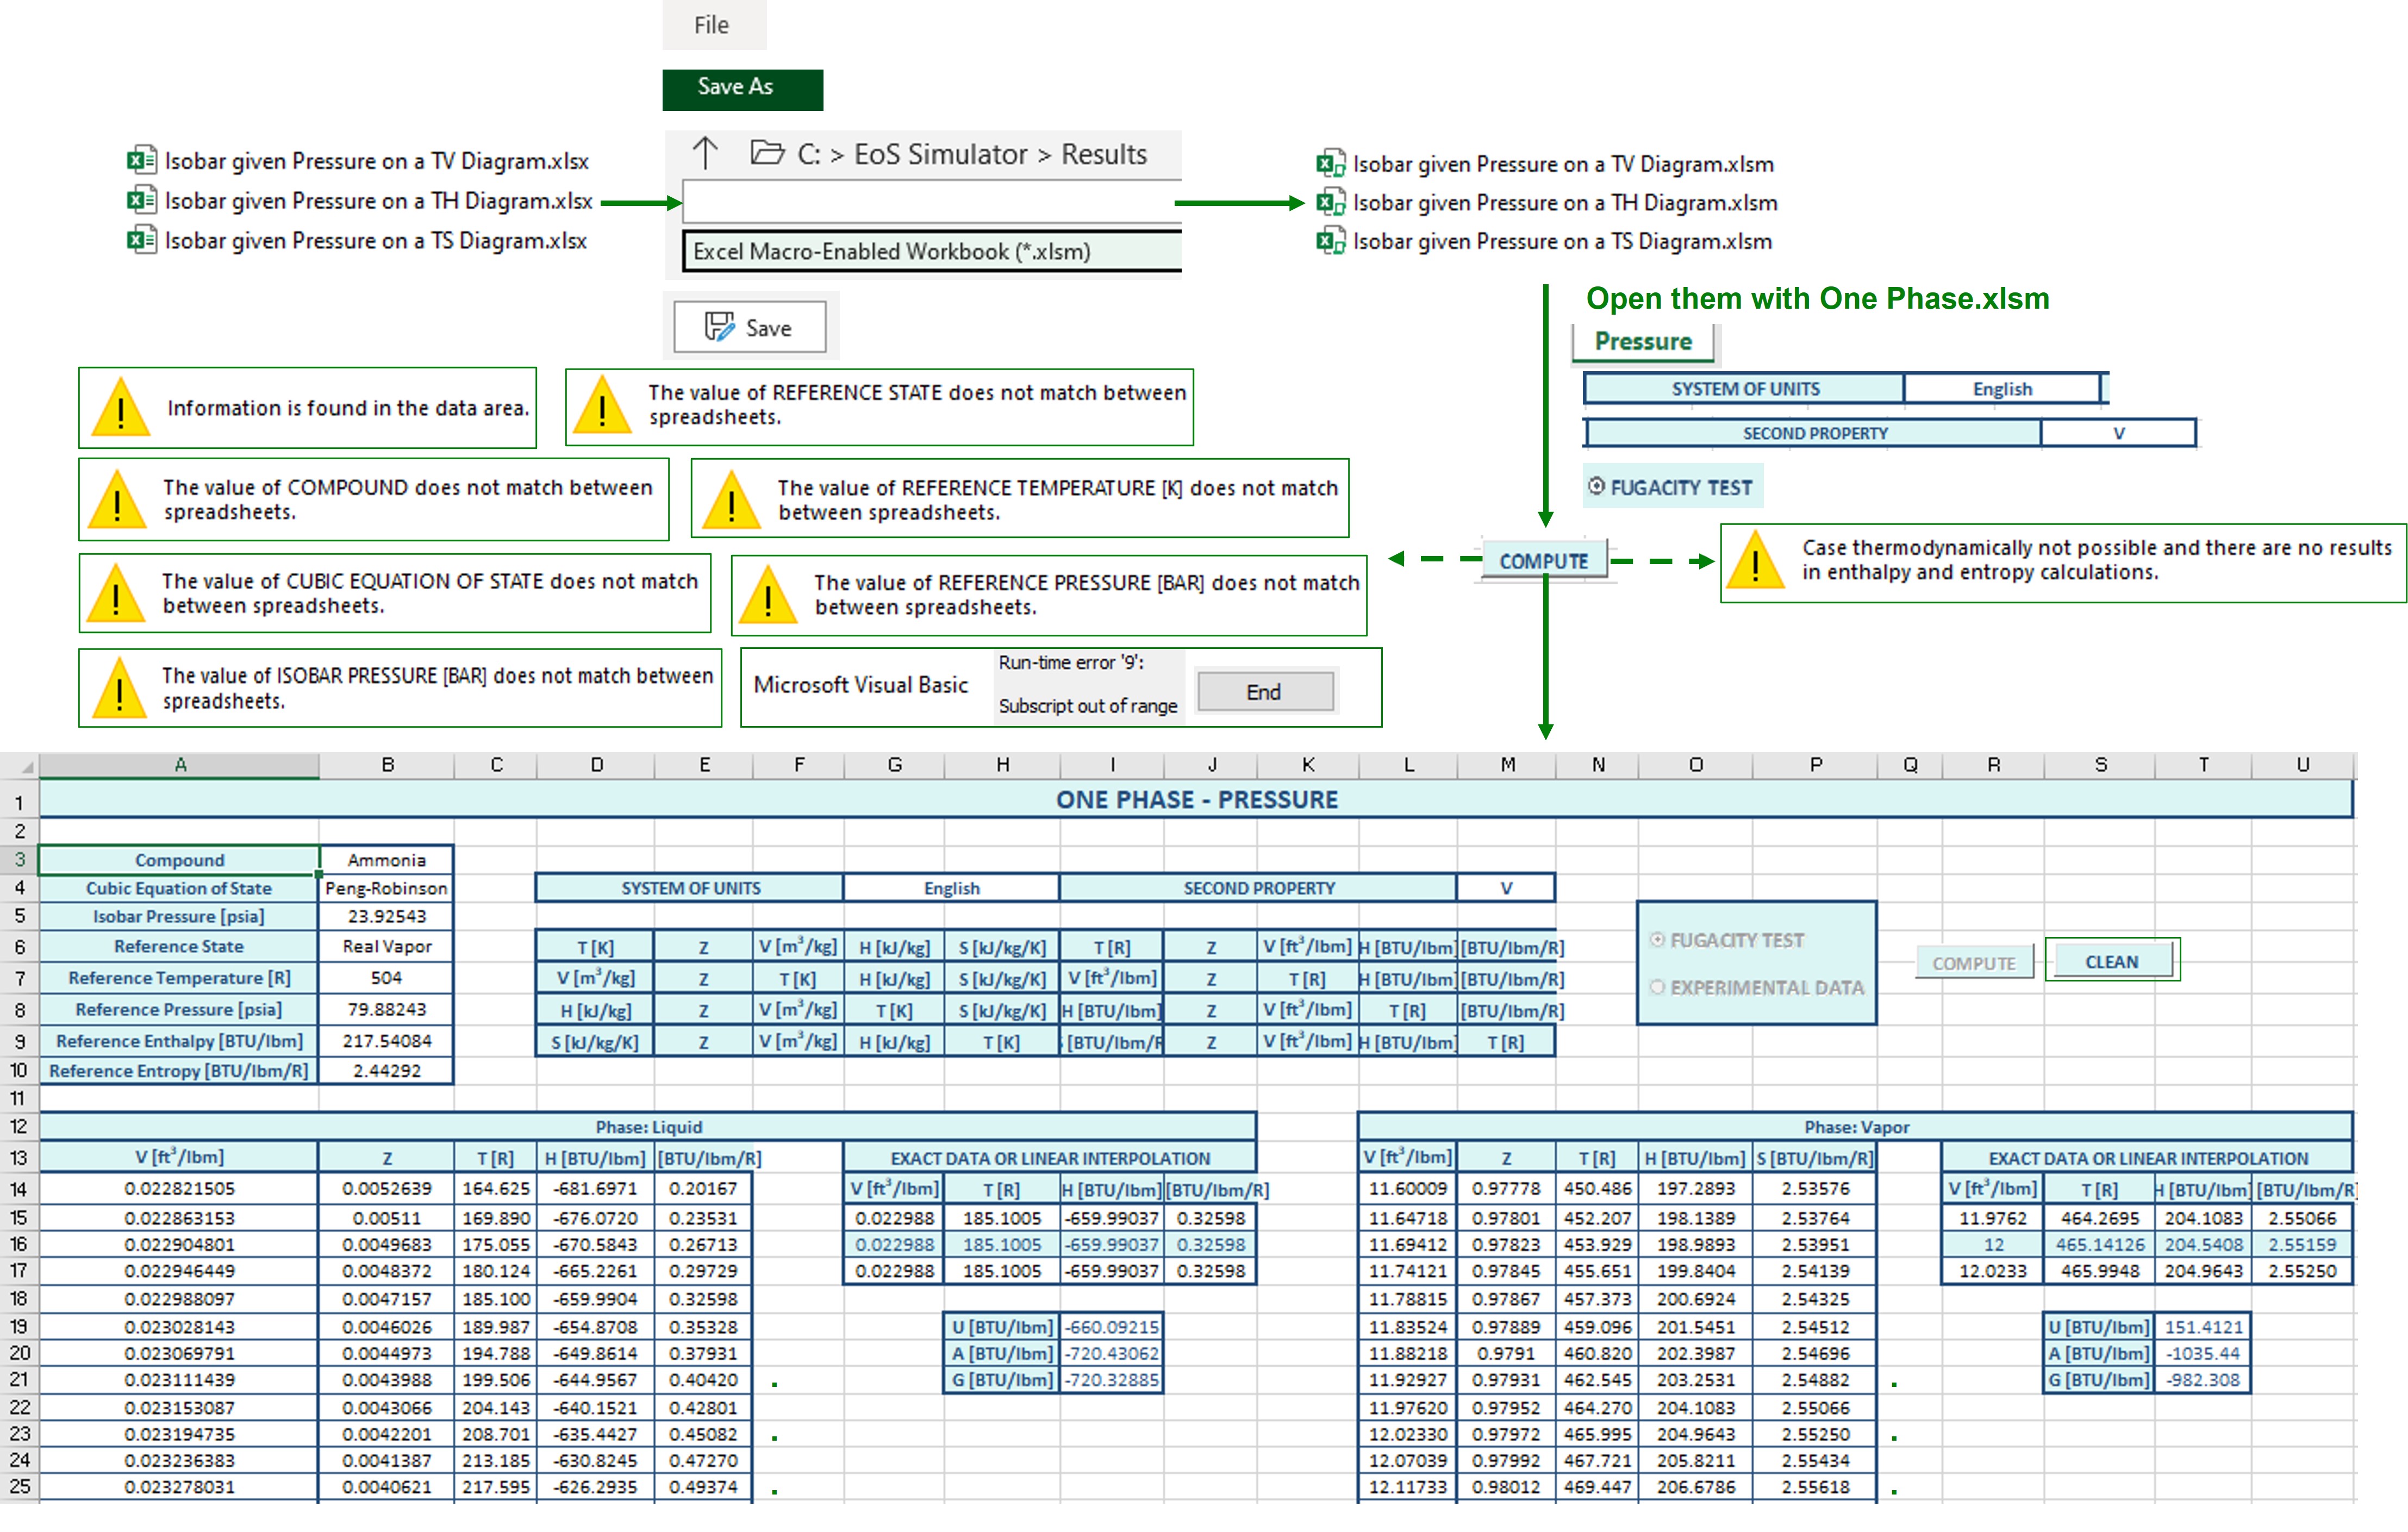 File
Save As
Isobar given Pressure on a TV Diagram.xlsx
Isobar given Pressure on a TH Diagram.xlsx
Isobar given Pressure on a TS Diagram.xlsx
C: > EoS Simulator > Results
Excel Macro-Enabled Workbook (*.xlsm)
Save
Isobar given Pressure on a TV Diagram.xlsm
Isobar given Pressure on a TH Diagram.xlsm
Isobar given Pressure on a TS Diagram.xlsm
Open them with One Phase.xlsm
Pressure
SYSTEM OF UNITS English
SECOND PROPERTY V
FUGACITY TEST
COMPUTE
Case thermodynamically not possible and there are no results
in enthalpy and entropy calculations.
Information is found in the data area.
The value of REFERENCE STATE does not match between
spreadsheets.
The value of COMPOUND does not match between
spreadsheets.
The value of REFERENCE TEMPERATURE [K] does not match
between spreadsheets.
The value of CUBIC EQUATION OF STATE does not match
between spreadsheets.
The value of REFERENCE PRESSURE [BAR] does not match
between spreadsheets.
The value of ISOBAR PRESSURE [BAR] does not match between
spreadsheets.
Microsoft Visual Basic
Run-time error '9':
Subscript out of range
End
A B C D E F G H I J K L M N O P Q R S T U
1 ONE PHASE - PRESSURE
2
3 Compound Ammonia
4 Cubic Equation of State Peng-Robinson SYSTEM OF UNITS English SECOND PROPERTY V
5 Isobar Pressure [psia] 23.92543
6 Reference State Real Vapor T [K] Z V [m³/kg] H [kJ/kg] S [kJ/kg/K] T [R] Z V [ft³/lbm] H [BTU/lbm] [BTU/lbm/R] FUGACITY TEST
7 Reference Temperature [R] 504 V [m³/kg] Z T [K] H [kJ/kg] S [kJ/kg/K] V [ft³/lbm] Z T [R] H [BTU/lbm] [BTU/lbm/R] COMPUTE CLEAN
8 Reference Pressure [psia] 79.88243 H [kJ/kg] Z V [m³/kg] T [K] S [kJ/kg/K] H [BTU/lbm] Z V [ft³/lbm] T [R] [BTU/lbm/R] EXPERIMENTAL DATA
9 Reference Enthalpy [BTU/lbm] 217.54084 S [kJ/kg/K] Z V [m³/kg] H [kJ/kg] T [K] [BTU/lbm/R Z V [ft³/lbm] H [BTU/lbm] T [R]
10 Reference Entropy [BTU/lbm/R] 2.44292
11
12 Phase: Liquid Phase: Vapor
13 V [ft³/lbm] Z T [R] H [BTU/lbm] [BTU/lbm/R] EXACT DATA OR LINEAR INTERPOLATION V [ft³/lbm] Z T [R] H [BTU/lbm] S [BTU/lbm/R] EXACT DATA OR LINEAR INTERPOLATION
14 0.022821505 0.0052639 164.625 -681.6971 0.20167 V [ft³/lbm] T [R] H [BTU/lbm] [BTU/lbm/R] 11.60009 0.97778 450.486 197.2893 2.53576 V [ft³/lbm] T [R] H [BTU/lbm] [BTU/lbm/R]
15 0.022863153 0.00511 169.890 -676.0720 0.23531 0.022988 185.1005 -659.99037 0.32598 11.64718 0.97801 452.207 198.1389 2.53764 11.9762 464.2695 204.1083 2.55066
16 0.022904801 0.0049683 175.055 -670.5843 0.26713 0.022988 185.1005 -659.99037 0.32598 11.69412 0.97823 453.929 198.9893 2.53951 12 465.14126 204.5408 2.55159
17 0.022946449 0.0048372 180.124 -665.2261 0.29729 0.022988 185.1005 -659.99037 0.32598 11.74121 0.97845 455.651 199.8404 2.54139 12.0233 465.9948 204.9643 2.55250
18 0.022988097 0.0047157 185.100 -659.9904 0.32598 11.78815 0.97867 457.373 200.6924 2.54325
19 0.023028143 0.0046026 189.987 -654.8708 0.35328 U [BTU/lbm] -660.09215 11.83524 0.97889 459.096 201.5451 2.54512 U [BTU/lbm] 151.4121
20 0.023069791 0.0044973 194.788 -649.8614 0.37931 A [BTU/lbm] -720.43062 11.88218 0.9791 460.820 202.3987 2.54696 A [BTU/lbm] -1035.44
21 0.023111439 0.0043988 199.506 -644.9567 0.40420 . G [BTU/lbm] -720.32885 11.92927 0.97931 462.545 203.2531 2.54882 . G [BTU/lbm] -982.308
22 0.023153087 0.0043066 204.143 -640.1521 0.42801 11.97620 0.97952 464.270 204.1083 2.55066
23 0.023194735 0.0042201 208.701 -635.4427 0.45082 . 12.02330 0.97972 465.995 204.9643 2.55250 .
24 0.023236383 0.0041387 213.185 -630.8245 0.47270 12.07039 0.97992 467.721 205.8211 2.55434
25 0.023278031 0.0040621 217.595 -626.2935 0.49374 . 12.11733 0.98012 469.447 206.6786 2.55618 .